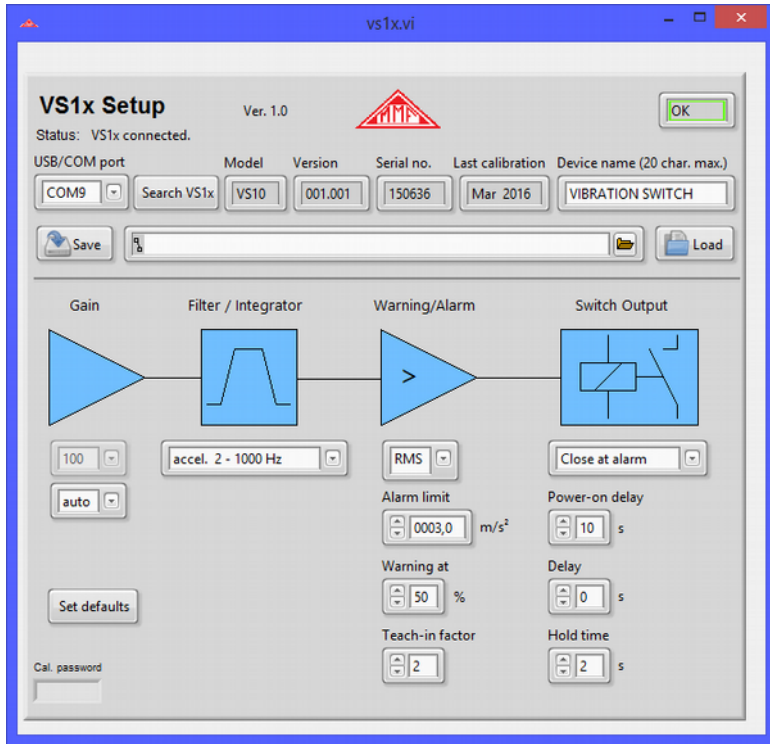 vs1x.vi
VS1x Setup
Ver. 1.0
MMF
OK
Status: VS1x connected.
USB/COM port
Model
Version
Serial no.
Last calibration
Device name (20 char. max.)
COM9
Search VS1x
VS10
001.001
150636
Mar 2016
VIBRATION SWITCH
Save
Load
Gain
Filter / Integrator
Warning/Alarm
Switch Output
>
100
accel. 2 - 1000 Hz
RMS
Close at alarm
auto
Alarm limit
Power-on delay
0003,0
m/s²
10
s
Warning at
Delay
50
%
0
s
Set defaults
Teach-in factor
Hold time
2
2
s
Cal. password